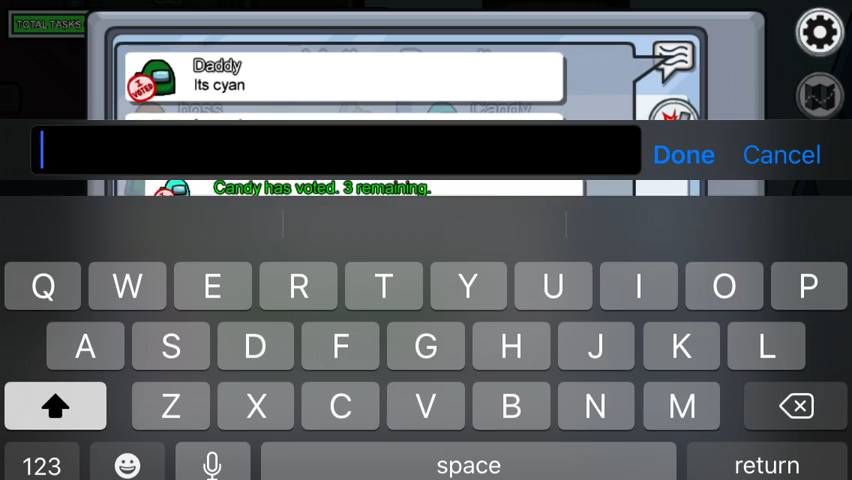 TOTAL TASKS
Daddy
I VOTED
Its cyan
Done
Cancel
Candy has voted. 3 remaining.
Q W E R T Y U I O P
A S D F G H J K L
Z X C V B N M
123
space
return